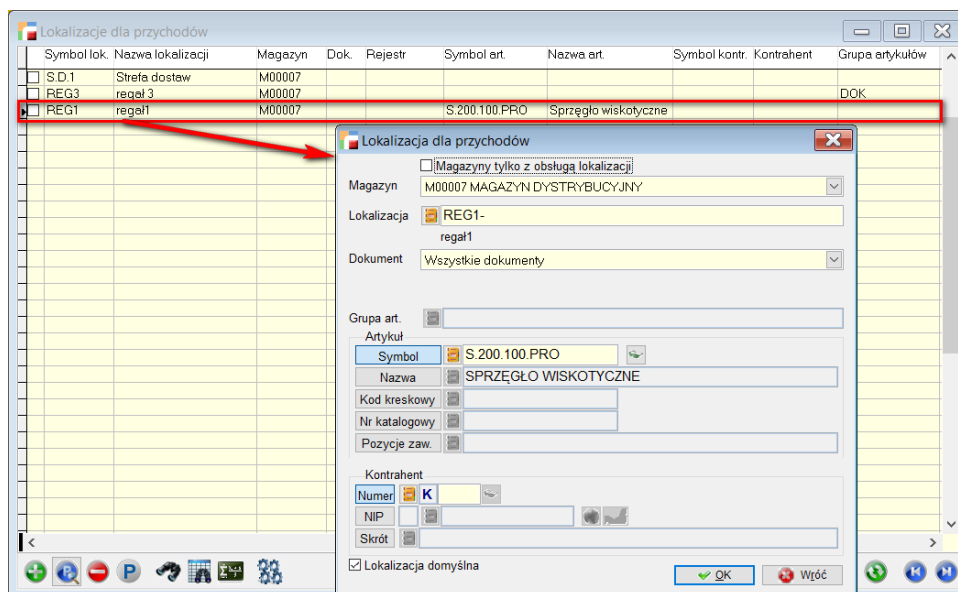 Lokalizacje dla przychodów
Symbol lok. Nazwa lokalizacji Magazyn Dok. Rejestr Symbol art. Nazwa art. Symbol kontr. Kontrahent Grupa artykułów
S.D.1 Strefa dostaw M00007
REG3 regał 3 M00007 DOK
REG1 regał1 M00007 S.200.100.PRO Sprzęgło wiskotyczne
Lokalizacja dla przychodów
Magazyny tylko z obsługą lokalizacji
Magazyn M00007 MAGAZYN DYSTRYBUCYJNY
Lokalizacja REG1-
regał1
Dokument Wszystkie dokumenty
Grupa art.
Artykuł
Symbol S.200.100.PRO
Nazwa SPRZĘGŁO WISKOTYCZNE
Kod kreskowy
Nr katalogowy
Pozycje zaw.
Kontrahent
Numer K
NIP
Skrót
Lokalizacja domyślna
OK Wróć